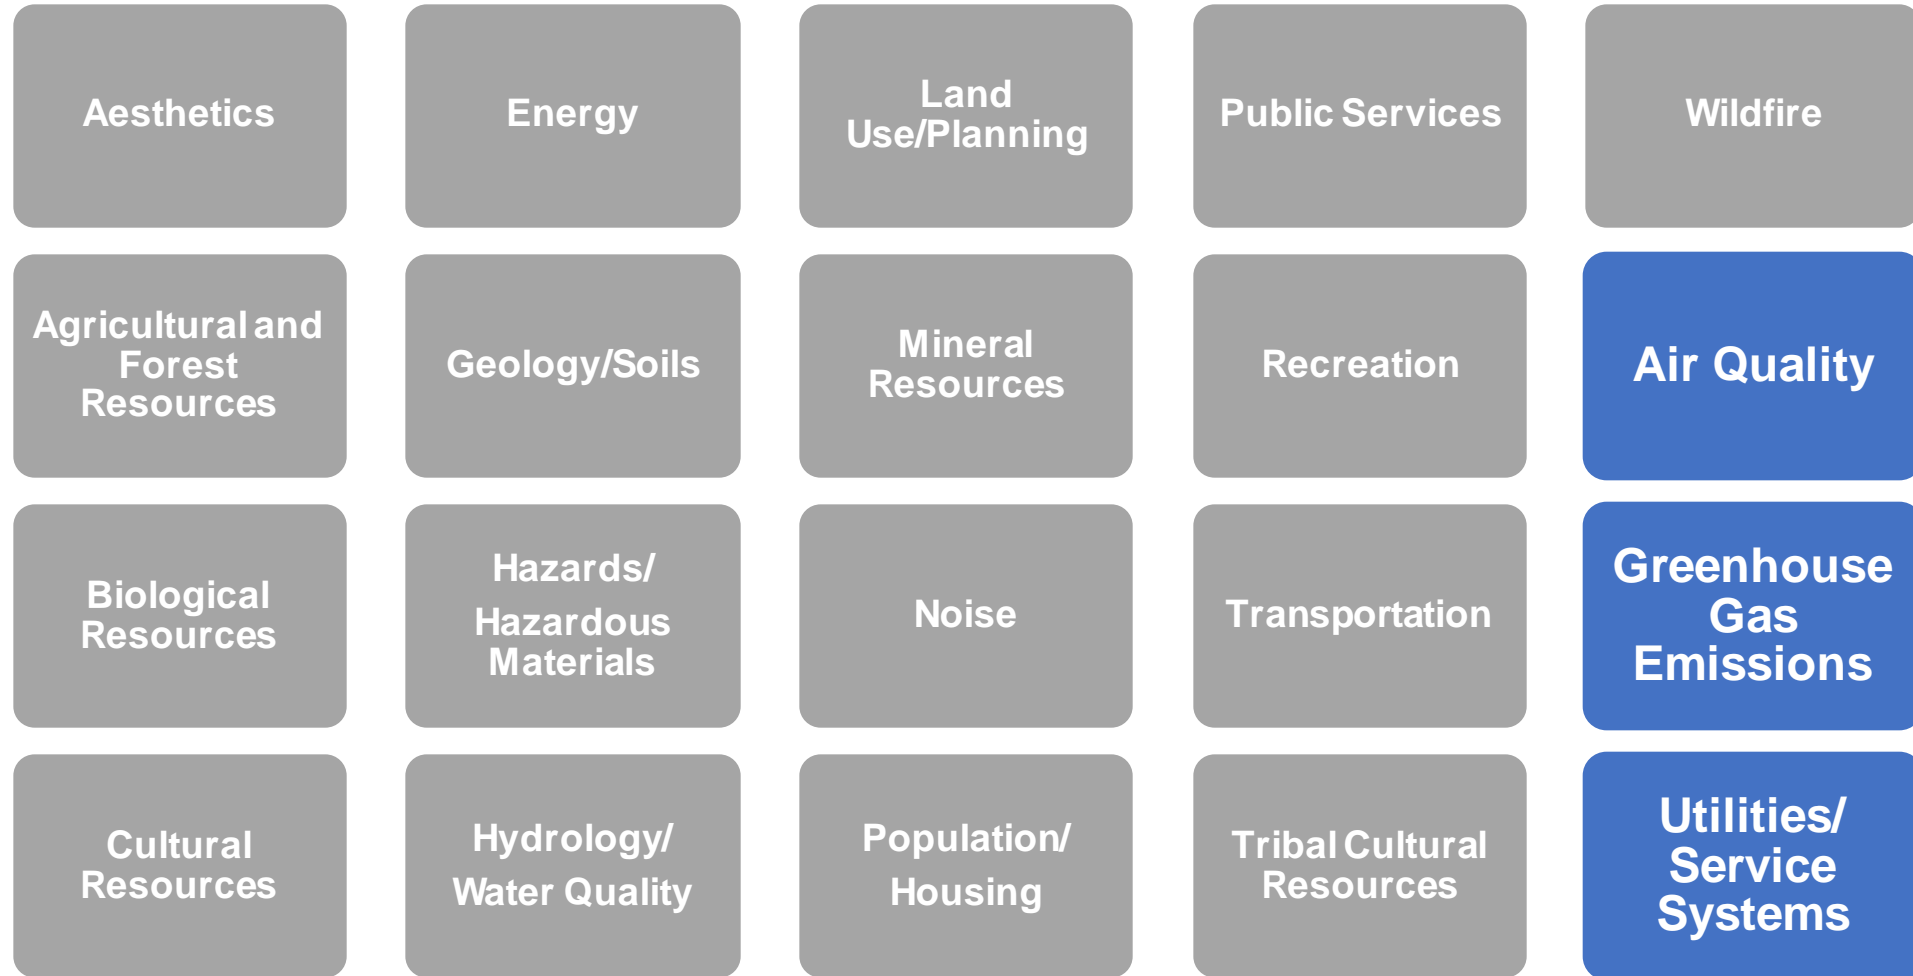 Aesthetics
Energy
Land
Use/Planning
Public Services
Wildfire
Agricultural and
Forest
Resources
Geology/Soils
Mineral
Resources
Recreation
Air Quality
Biological
Resources
Hazards/
Hazardous
Materials
Noise
Transportation
Greenhouse
Gas
Emissions
Cultural
Resources
Hydrology/
Water Quality
Population/
Housing
Tribal Cultural
Resources
Utilities/
Service
Systems